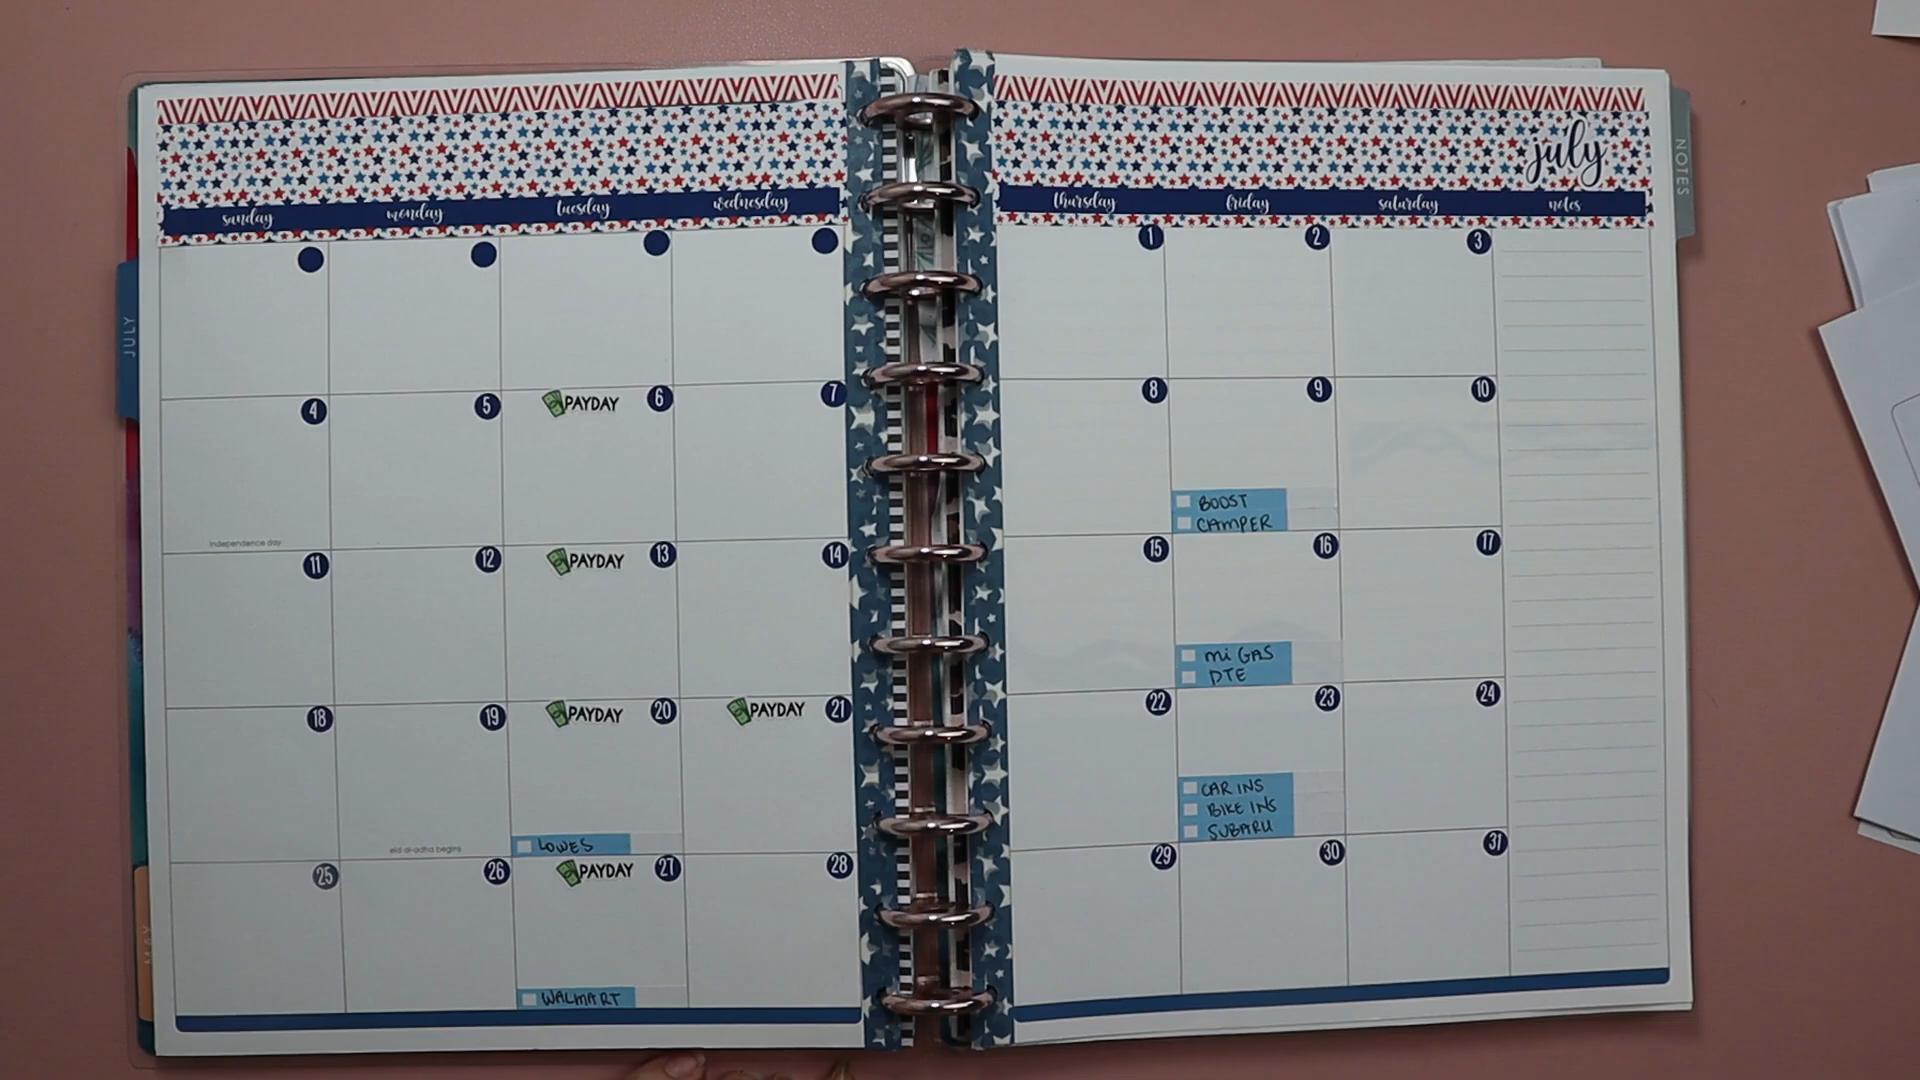 july
sunday monday tuesday wednesday thursday friday saturday notes
1 2 3
4 5 PAYDAY 6 7 8 9 10
independence day
BOOST
CAMPER
11 12 PAYDAY 13 14 15 16 17
mi GAS
DTE
18 19 PAYDAY 20 PAYDAY 21 22 23 24
eid al-adha begins
LOWES
CAR INS
BIKE INS
SUBARU
25 26 PAYDAY 27 28 29 30 31
WALMART
JULY
MAY
NOTES